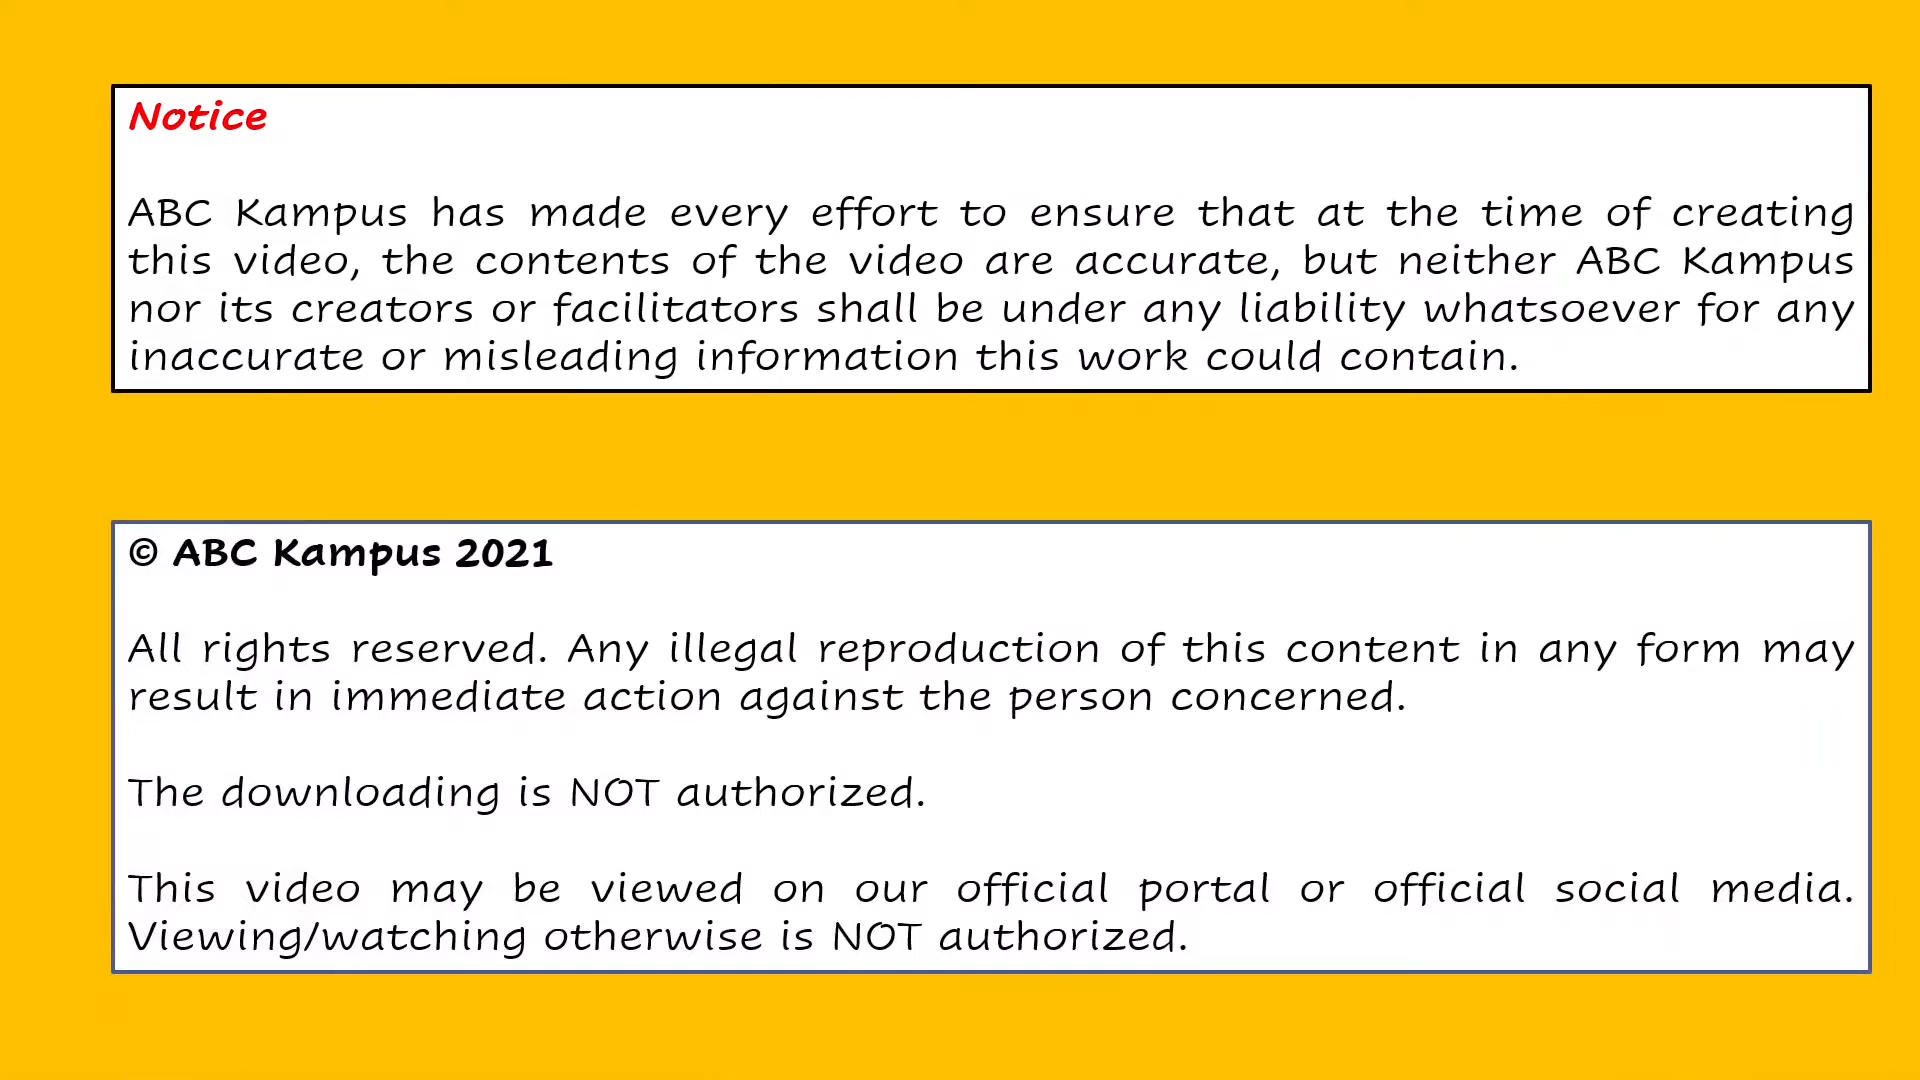 Notice
ABC Kampus has made every effort to ensure that at the time of creating
this video, the contents of the video are accurate, but neither ABC Kampus
nor its creators or facilitators shall be under any liability whatsoever for any
inaccurate or misleading information this work could contain.
© ABC Kampus 2021
All rights reserved. Any illegal reproduction of this content in any form may
result in immediate action against the person concerned.
The downloading is NOT authorized.
This video may be viewed on our official portal or official social media.
Viewing/watching otherwise is NOT authorized.